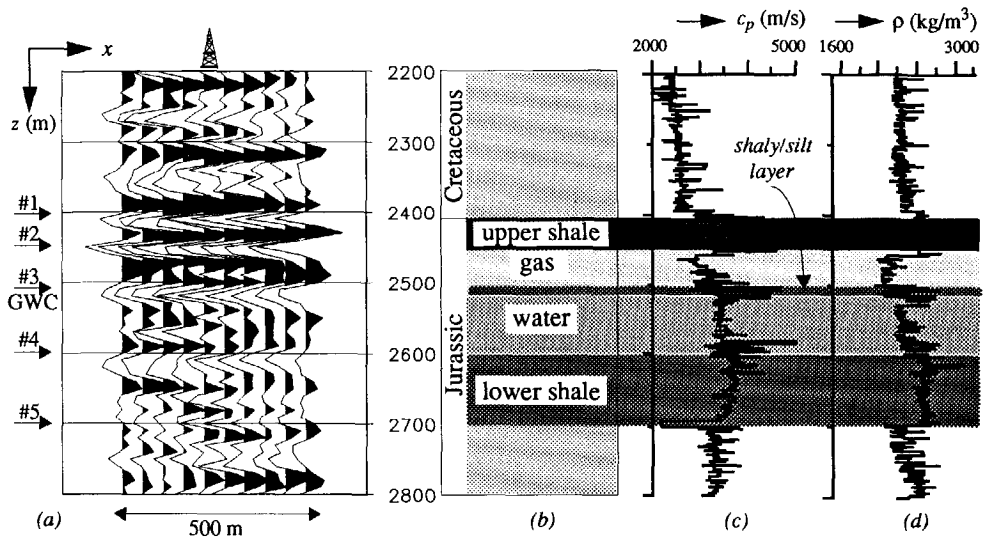 x
z (m)
#1
#2
#3
GWC
#4
#5
500 m
(a)
2200
2300
2400
2500
2600
2700
2800
Cretaceous
Jurassic
upper shale
gas
water
lower shale
(b)
c_p (m/s)
2000
5000
shaly/silt
layer
(c)
ρ (kg/m³)
1600
3000
(d)